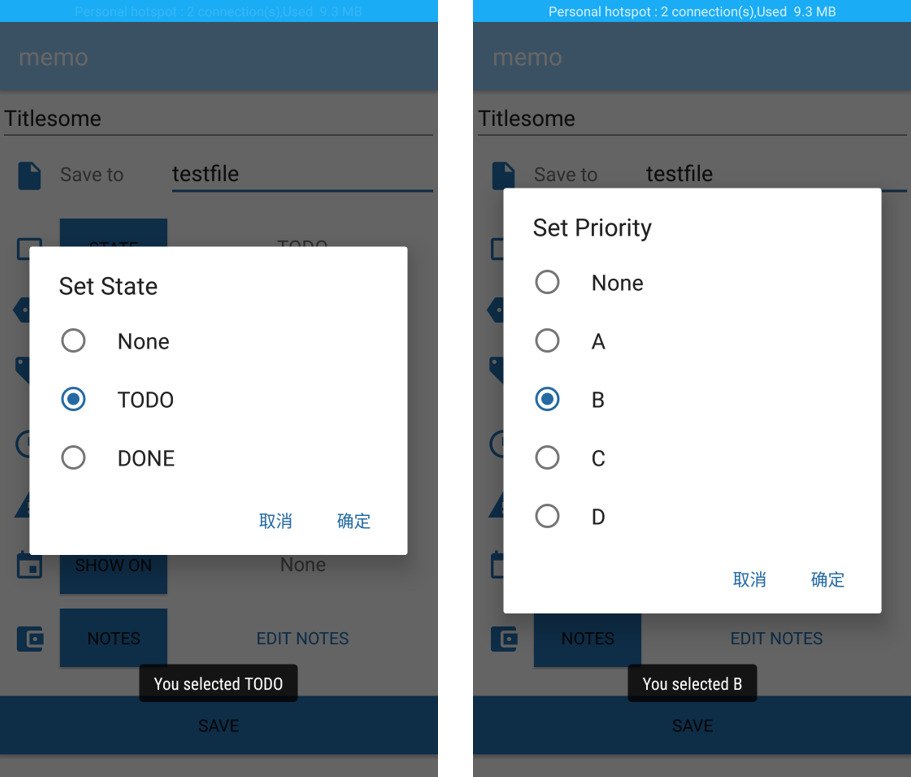 Personal hotspot : 2 connection(s),Used 9.3 MB
memo
Titlesome
Save to testfile
STATE TODO
Set State
None
TODO
DONE
取消 确定
SHOW ON None
NOTES EDIT NOTES
You selected TODO
SAVE
Personal hotspot : 2 connection(s),Used 9.3 MB
memo
Titlesome
Save to testfile
Set Priority
None
A
B
C
D
取消 确定
NOTES EDIT NOTES
You selected B
SAVE